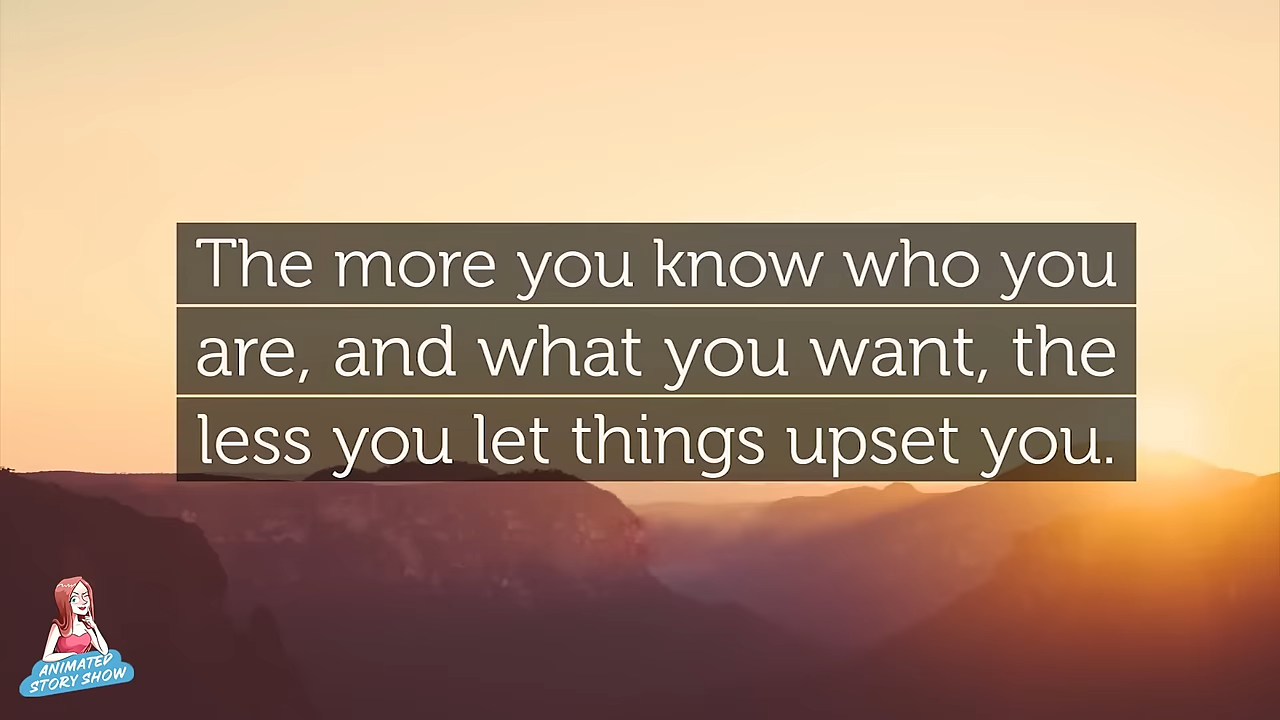 The more you know who you
are, and what you want, the
less you let things upset you.
ANIMATED
STORY SHOW